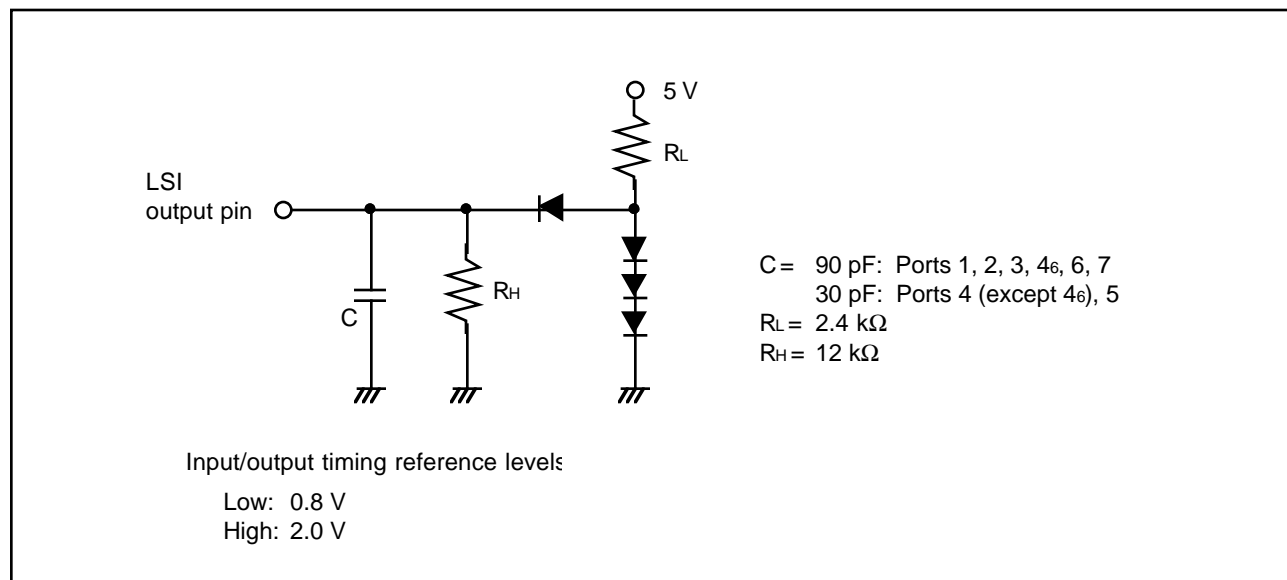 5 V
RL
LSI
output pin
RH
C
C = 90 pF: Ports 1, 2, 3, 46, 6, 7
30 pF: Ports 4 (except 46), 5
RL = 2.4 kΩ
RH = 12 kΩ
Input/output timing reference levels
Low: 0.8 V
High: 2.0 V